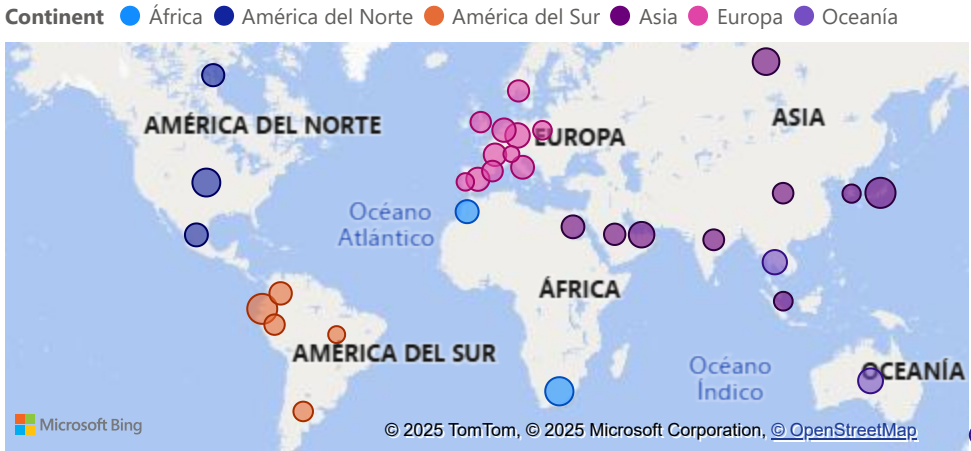 Continent África América del Norte América del Sur Asia Europa Oceanía
AMÉRICA DEL NORTE
EUROPA
ASIA
Océano
Atlántico
ÁFRICA
AMÉRICA DEL SUR
Océano
Índico
OCEANÍA
Microsoft Bing
© 2025 TomTom, © 2025 Microsoft Corporation, © OpenStreetMap